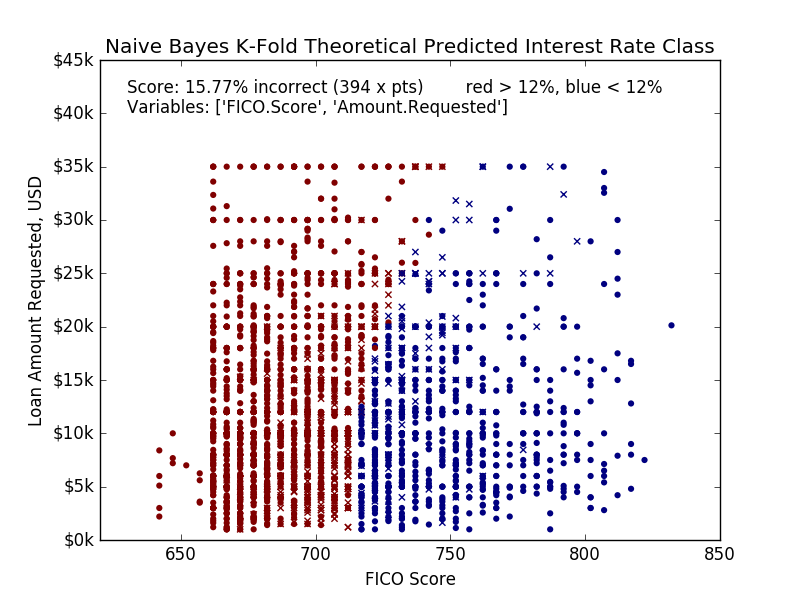 Naive Bayes K-Fold Theoretical Predicted Interest Rate Class
$45k
Score: 15.77% incorrect (394 x pts) red > 12%, blue < 12%
Variables: ['FICO.Score', 'Amount.Requested']
$40k
$35k
$30k
$25k
$20k
$15k
$10k
$5k
$0k
Loan Amount Requested, USD
650 700 750 800 850
FICO Score